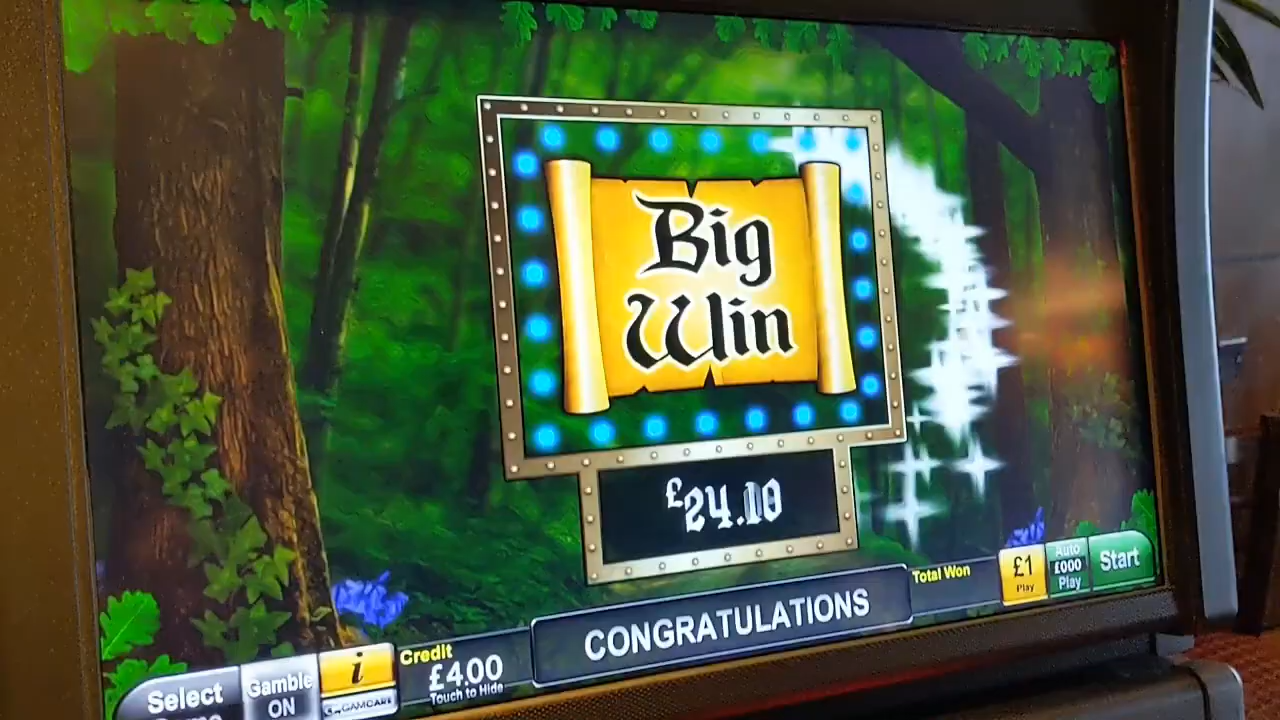 Big
Win
£24.10
CONGRATULATIONS
Total Won
£1
Play
Auto
£000
Play
Start
Select
Gamble
ON
i
GAMCARE
Credit
£4.00
Touch to Hide